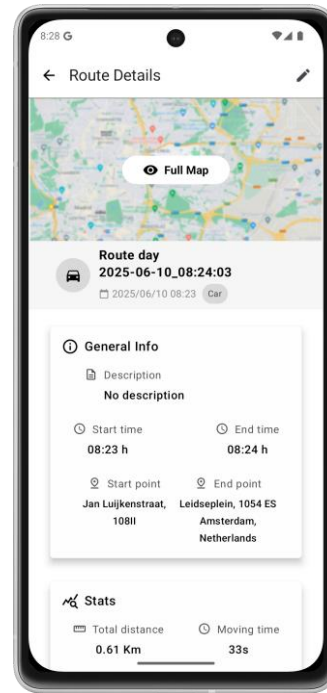 8:28 G
Route Details
Full Map
Route day
2025-06-10_08:24:03
2025/06/10 08:23 Car
General Info
Description
No description
Start time End time
08:23 h 08:24 h
Start point End point
Jan Luijkenstraat, Leidseplein, 1054 ES
108II Amsterdam,
Netherlands
Stats
Total distance Moving time
0.61 Km 33s